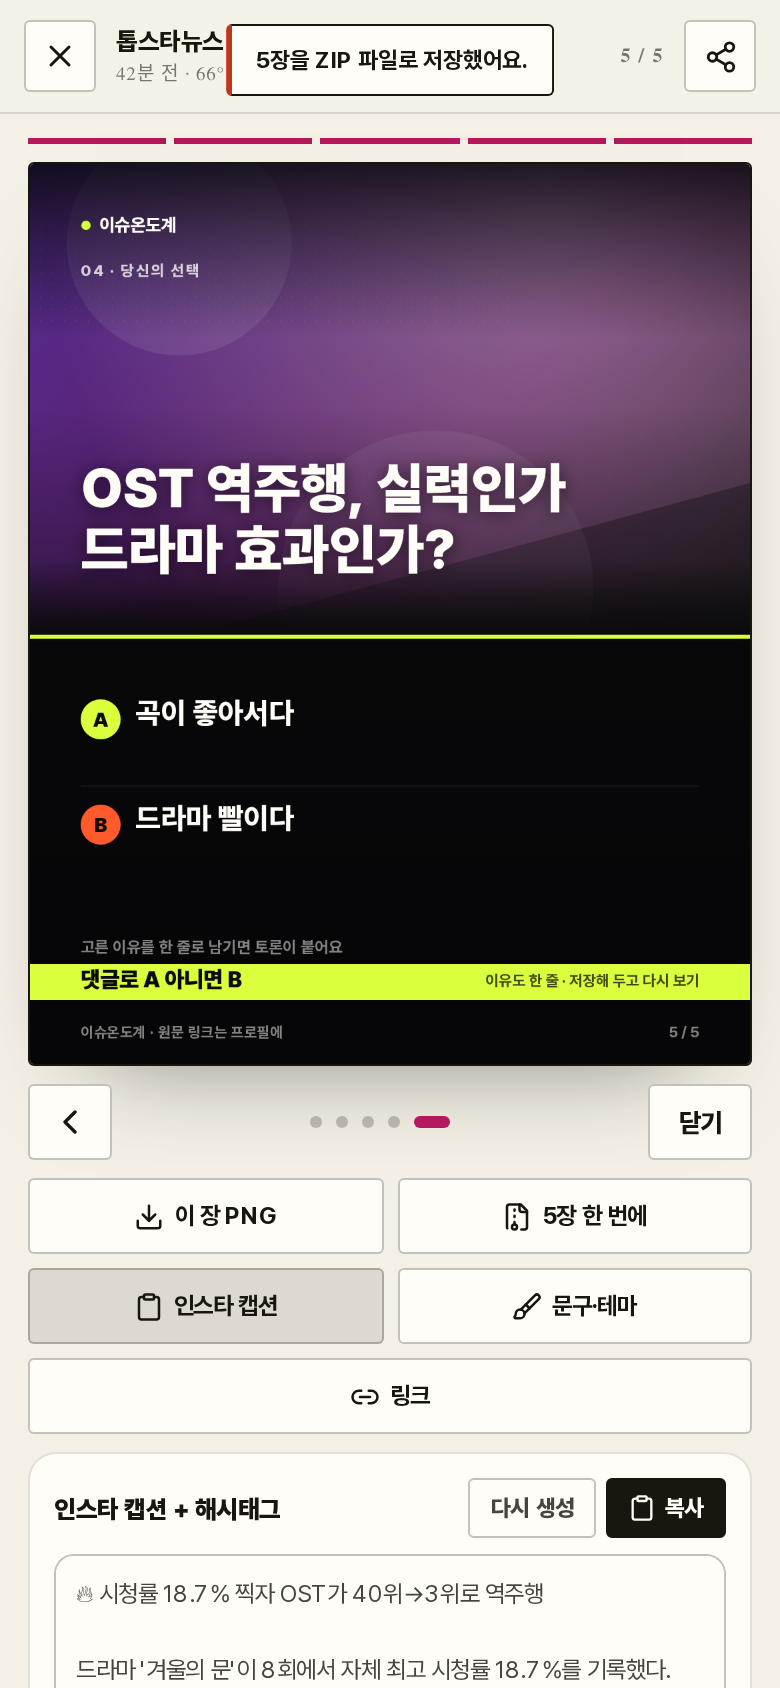 톱스타뉴스
42분 전 · 66°
5장을 ZIP 파일로 저장했어요.
5 / 5
이슈온도계
04 · 당신의 선택
OST 역주행, 실력인가
드라마 효과인가?
A 곡이 좋아서다
B 드라마 빨이다
고른 이유를 한 줄로 남기면 토론이 붙어요
댓글로 A 아니면 B
이유도 한 줄 · 저장해 두고 다시 보기
이슈온도계 · 원문 링크는 프로필에
5 / 5
닫기
이 장 PNG
5장 한 번에
인스타 캡션
문구·테마
링크
인스타 캡션 + 해시태그
다시 생성
복사
🔥 시청률 18.7% 찍자 OST가 40위→3위로 역주행
드라마 '겨울의 문'이 8회에서 자체 최고 시청률 18.7%를 기록했다.